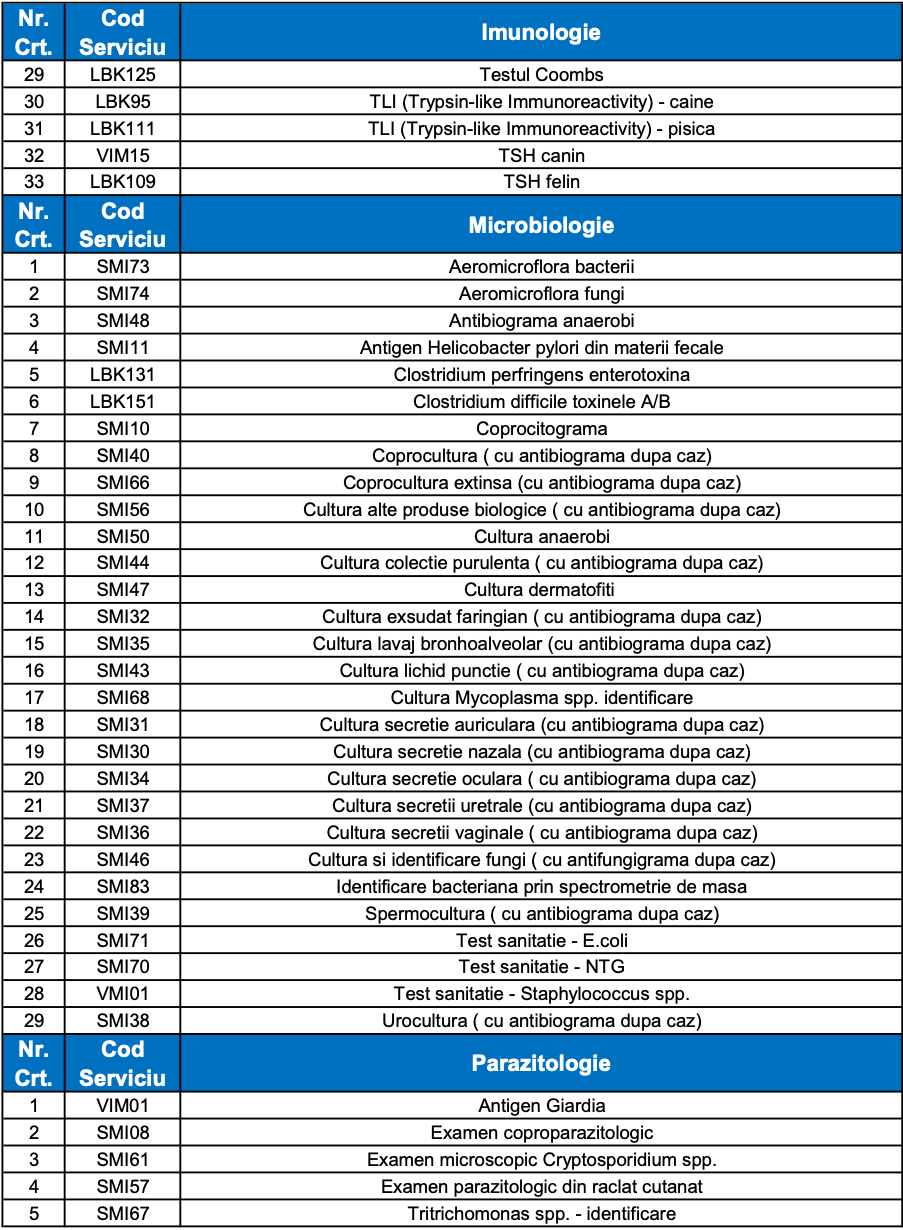 Nr. Crt. Cod Serviciu Imunologie
29 LBK125 Testul Coombs
30 LBK95 TLI (Trypsin-like Immunoreactivity) - caine
31 LBK111 TLI (Trypsin-like Immunoreactivity) - pisica
32 VIM15 TSH canin
33 LBK109 TSH felin
Nr. Crt. Cod Serviciu Microbiologie
1 SMI73 Aeromicroflora bacterii
2 SMI74 Aeromicroflora fungi
3 SMI48 Antibiograma anaerobi
4 SMI11 Antigen Helicobacter pylori din materii fecale
5 LBK131 Clostridium perfringens enterotoxina
6 LBK151 Clostridium difficile toxinele A/B
7 SMI10 Coprocitograma
8 SMI40 Coprocultura ( cu antibiograma dupa caz)
9 SMI66 Coprocultura extinsa (cu antibiograma dupa caz)
10 SMI56 Cultura alte produse biologice ( cu antibiograma dupa caz)
11 SMI50 Cultura anaerobi
12 SMI44 Cultura colectie purulenta ( cu antibiograma dupa caz)
13 SMI47 Cultura dermatofiti
14 SMI32 Cultura exsudat faringian ( cu antibiograma dupa caz)
15 SMI35 Cultura lavaj bronhoalveolar (cu antibiograma dupa caz)
16 SMI43 Cultura lichid punctie ( cu antibiograma dupa caz)
17 SMI68 Cultura Mycoplasma spp. identificare
18 SMI31 Cultura secretie auriculara (cu antibiograma dupa caz)
19 SMI30 Cultura secretie nazala (cu antibiograma dupa caz)
20 SMI34 Cultura secretie oculara ( cu antibiograma dupa caz)
21 SMI37 Cultura secretii uretrale (cu antibiograma dupa caz)
22 SMI36 Cultura secretii vaginale ( cu antibiograma dupa caz)
23 SMI46 Cultura si identificare fungi ( cu antifungigrama dupa caz)
24 SMI83 Identificare bacteriana prin spectrometrie de masa
25 SMI39 Spermocultura ( cu antibiograma dupa caz)
26 SMI71 Test sanitatie - E.coli
27 SMI70 Test sanitatie - NTG
28 VMI01 Test sanitatie - Staphylococcus spp.
29 SMI38 Urocultura ( cu antibiograma dupa caz)
Nr. Crt. Cod Serviciu Parazitologie
1 VIM01 Antigen Giardia
2 SMI08 Examen coproparazitologic
3 SMI61 Examen microscopic Cryptosporidium spp.
4 SMI57 Examen parazitologic din raclat cutanat
5 SMI67 Tritrichomonas spp. - identificare